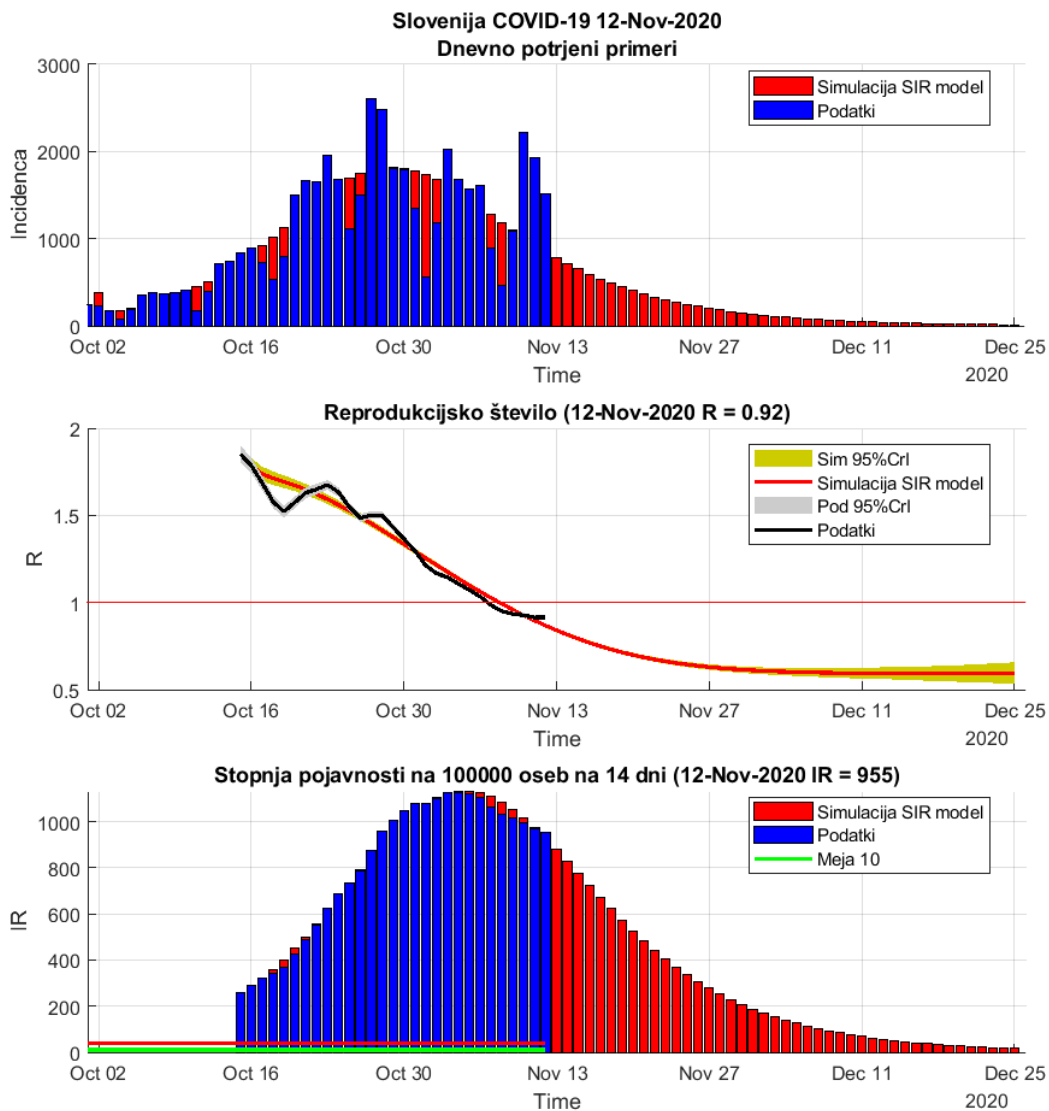 Slovenija COVID-19 12-Nov-2020
Dnevno potrjeni primeri
3000
2000
1000
0
Incidenca
Simulacija SIR model
Podatki
Oct 02 Oct 16 Oct 30 Nov 13 Nov 27 Dec 11 Dec 25
Time
2020
Reprodukcijsko število (12-Nov-2020 R = 0.92)
2
1.5
1
0.5
R
Sim 95%CrI
Simulacija SIR model
Pod 95%CrI
Podatki
Oct 02 Oct 16 Oct 30 Nov 13 Nov 27 Dec 11 Dec 25
Time
2020
Stopnja pojavnosti na 100000 oseb na 14 dni (12-Nov-2020 IR = 955)
1000
800
600
400
200
0
IR
Simulacija SIR model
Podatki
Meja 10
Oct 02 Oct 16 Oct 30 Nov 13 Nov 27 Dec 11 Dec 25
Time
2020